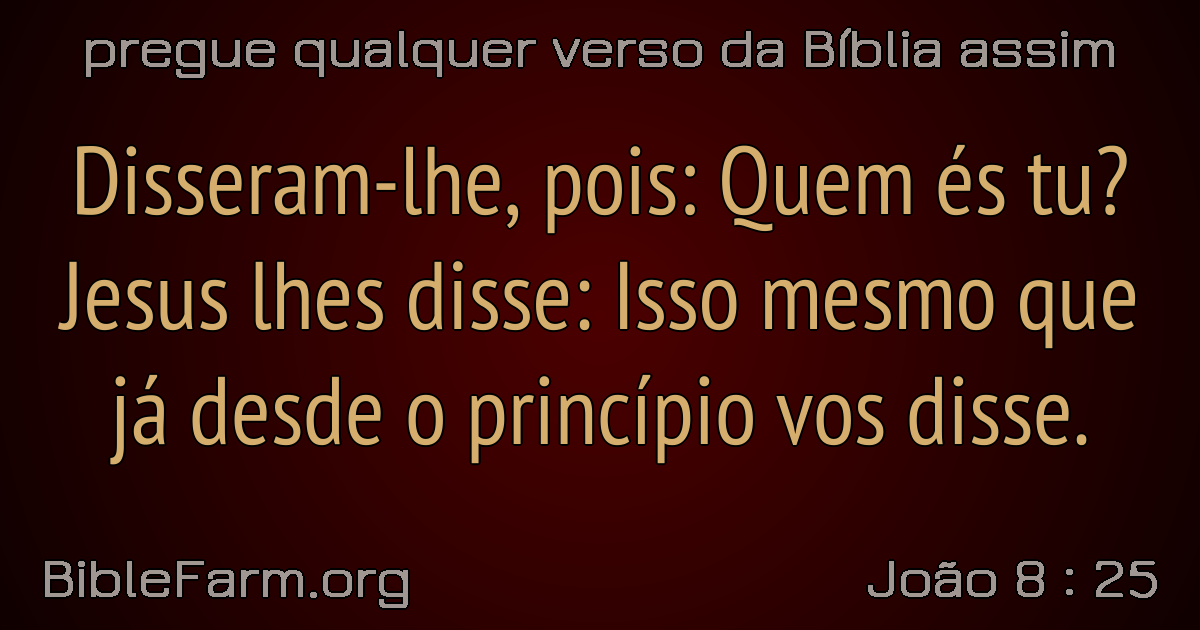 pregue qualquer verso da Bíblia assim
Disseram-lhe, pois: Quem és tu?
Jesus lhes disse: Isso mesmo que
já desde o princípio vos disse.
BibleFarm.org
João 8 : 25